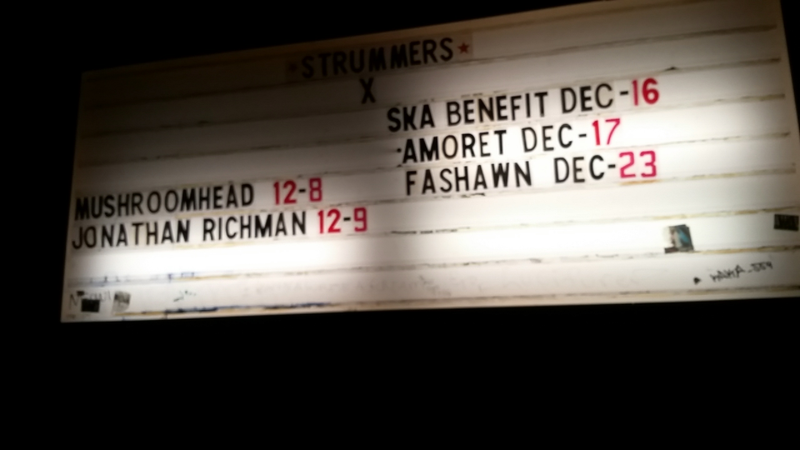 ★STRUMMERS★
X
SKA BENEFIT DEC-16
·AMORET DEC-17
FASHAWN DEC-23
MUSHROOMHEAD 12-8
JONATHAN RICHMAN 12-9